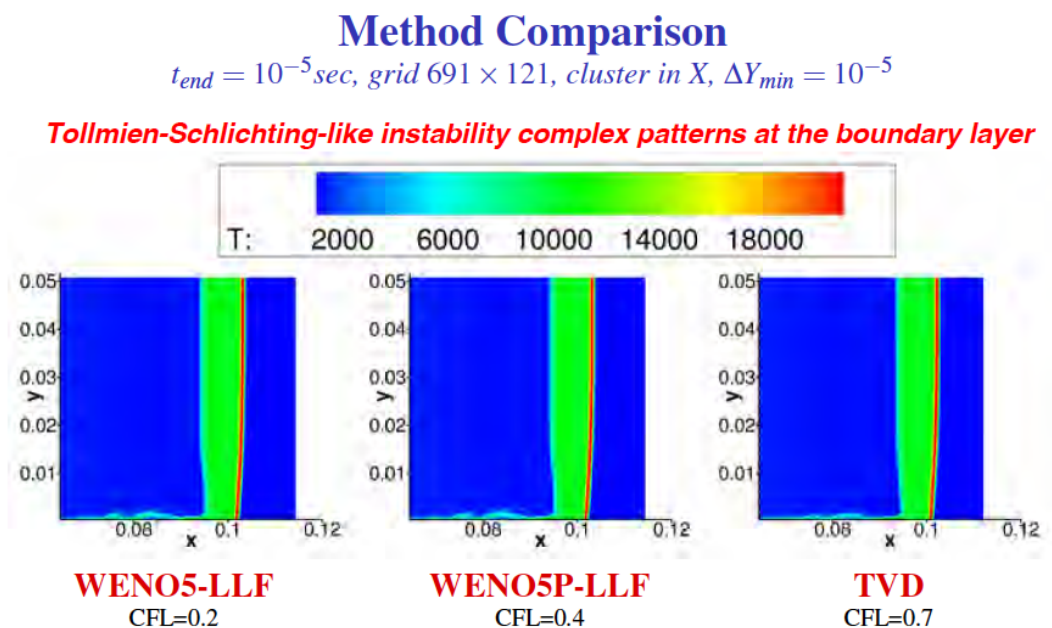 Method Comparison
t_end = 10^−5 sec, grid 691 × 121, cluster in X, ΔY_min = 10^−5
Tollmien-Schlichting-like instability complex patterns at the boundary layer
T: 2000 6000 10000 14000 18000
0.05 0.05 0.05
0.04 0.04 0.04
0.03 0.03 0.03
y y y
0.02 0.02 0.02
0.01 0.01 0.01
0.08 0.1 0.12 0.08 0.1 0.12 0.08 0.1 0.12
x x x
WENO5-LLF WENO5P-LLF TVD
CFL=0.2 CFL=0.4 CFL=0.7